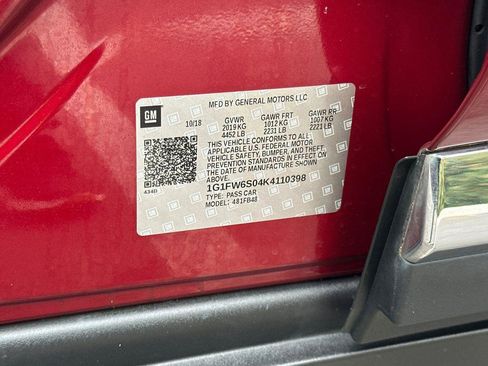 MFD BY GENERAL MOTORS LLC
GM
10/18 GVWR GAWR FRT GAWR RR
2019 KG 1012 KG 1007 KG
4452 LB 2231 LB 2221 LB
THIS VEHICLE CONFORMS TO ALL
APPLICABLE U.S. FEDERAL MOTOR
VEHICLE SAFETY, BUMPER, AND THEFT
PREVENTION STANDARDS IN EFFECT
ON THE DATE OF MANUFACTURE SHOWN
ABOVE.
1G1FW6S04K4110398
TYPE: PASS CAR
MODEL: 481FB48
434B